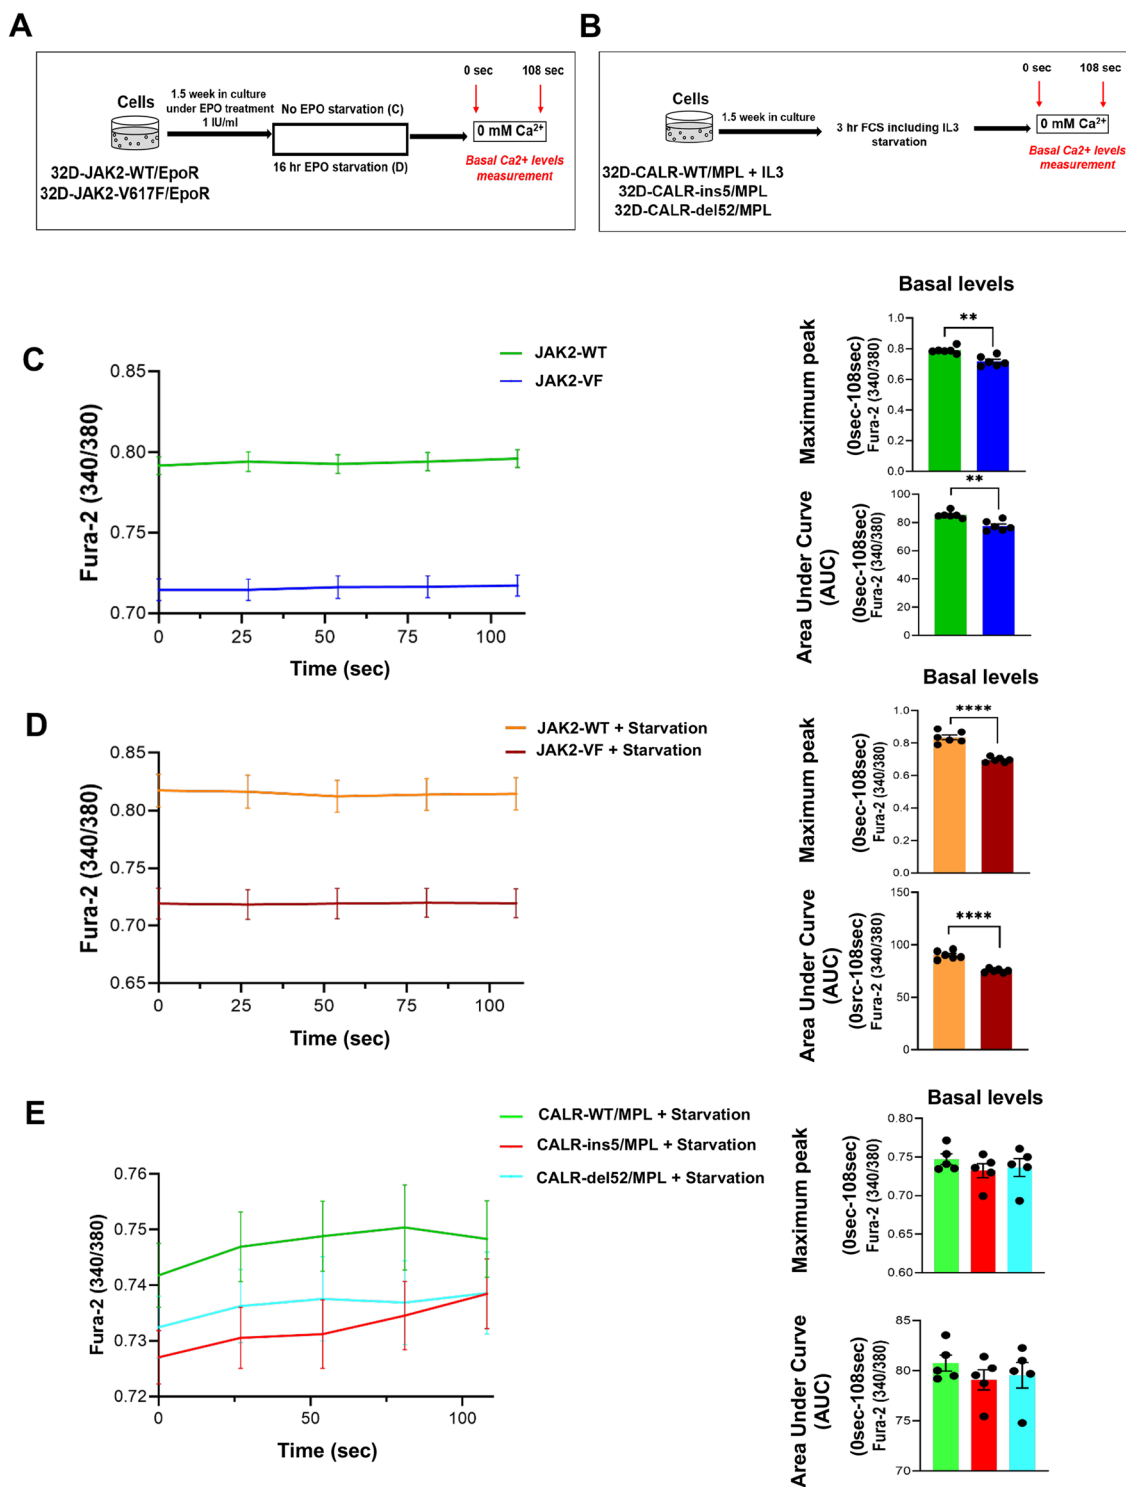 A
B
0 sec
108 sec
1.5 week in culture
under EPO treatment
1 IU/ml
Cells
No EPO starvation (C)
0 mM Ca²⁺
16 hr EPO starvation (D)
Basal Ca2+ levels
measurement
32D-JAK2-WT/EpoR
32D-JAK2-V617F/EpoR
0 sec
108 sec
Cells
1.5 week in culture
3 hr FCS including IL3
starvation
0 mM Ca²⁺
Basal Ca2+ levels
measurement
32D-CALR-WT/MPL + IL3
32D-CALR-ins5/MPL
32D-CALR-del52/MPL
C
JAK2-WT
JAK2-VF
Fura-2 (340/380)
0.85
0.80
0.75
0.70
0
25
50
75
100
Time (sec)
Basal levels
Maximum peak
(0sec-108sec)
Fura-2 (340/380)
1.0
0.8
0.6
0.4
0.2
0.0
**
Area Under Curve
(AUC)
(0sec-108sec)
Fura-2 (340/380)
100
80
60
40
20
0
**
D
JAK2-WT + Starvation
JAK2-VF + Starvation
Fura-2 (340/380)
0.85
0.80
0.75
0.70
0.65
0
25
50
75
100
Time (sec)
Basal levels
Maximum peak
(0sec-108sec)
Fura-2 (340/380)
1.0
0.8
0.6
0.4
0.2
0.0
****
Area Under Curve
(AUC)
(0src-108sec)
Fura-2 (340/380)
150
100
50
0
****
E
CALR-WT/MPL + Starvation
CALR-ins5/MPL + Starvation
CALR-del52/MPL + Starvation
Fura-2 (340/380)
0.76
0.75
0.74
0.73
0.72
0
50
100
Time (sec)
Basal levels
Maximum peak
(0sec-108sec)
Fura-2 (340/380)
0.80
0.75
0.70
0.65
0.60
Area Under Curve
(AUC)
(0sec-108sec)
Fura-2 (340/380)
85
80
75
70